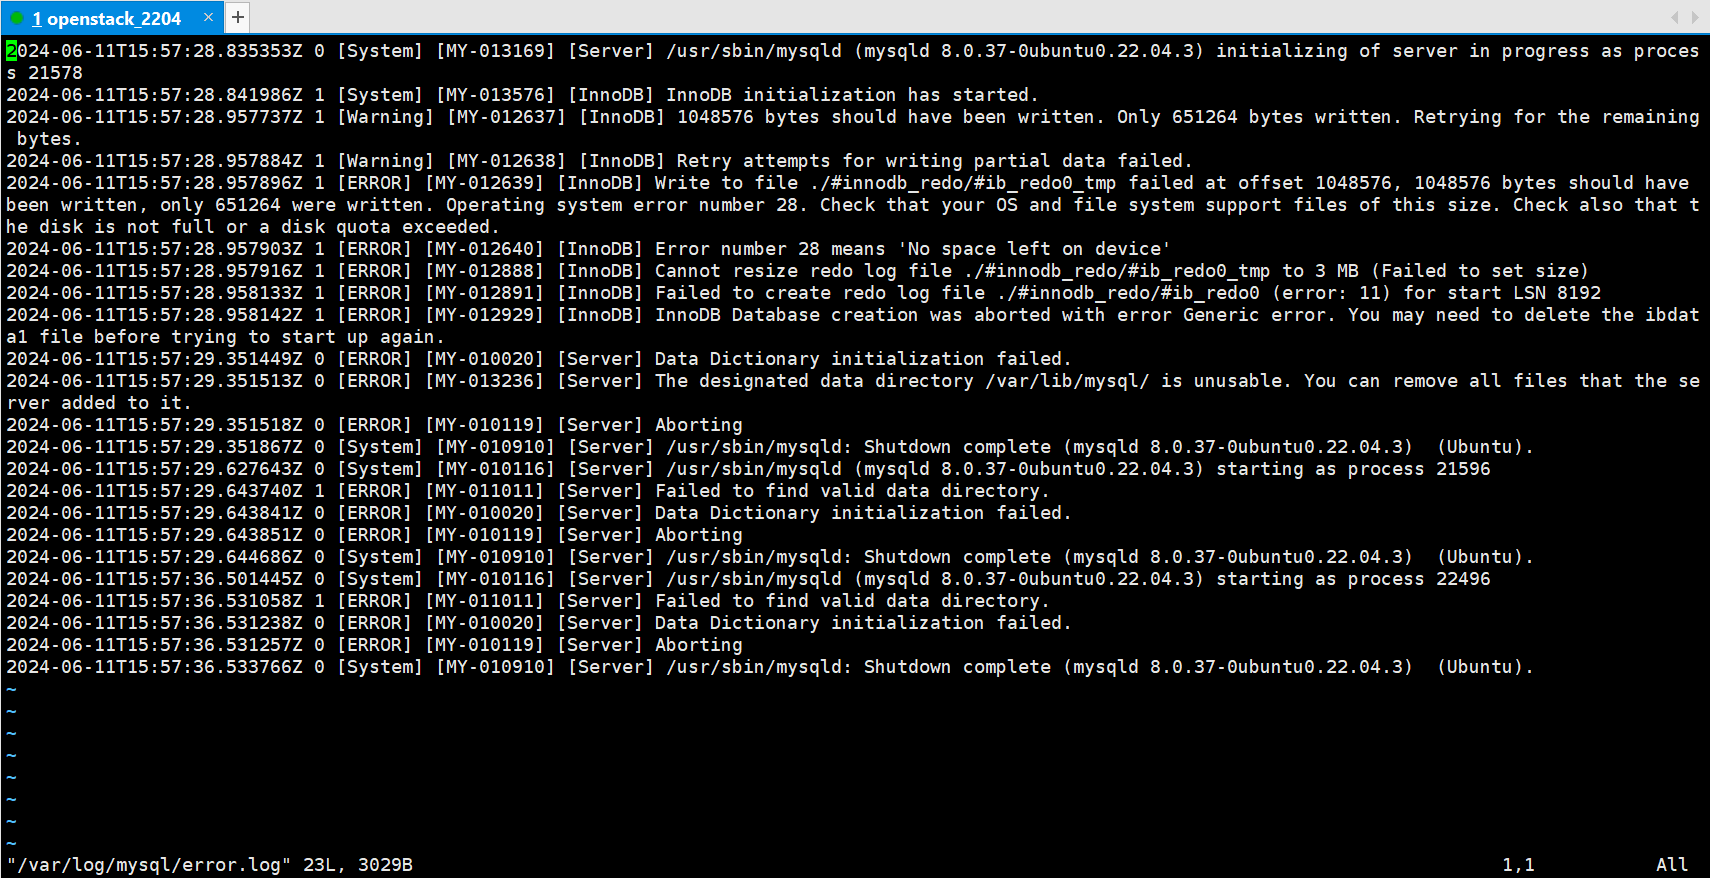 1 openstack_2204 × +
2024-06-11T15:57:28.835353Z 0 [System] [MY-013169] [Server] /usr/sbin/mysqld (mysqld 8.0.37-0ubuntu0.22.04.3) initializing of server in progress as proces
s 21578
2024-06-11T15:57:28.841986Z 1 [System] [MY-013576] [InnoDB] InnoDB initialization has started.
2024-06-11T15:57:28.957737Z 1 [Warning] [MY-012637] [InnoDB] 1048576 bytes should have been written. Only 651264 bytes written. Retrying for the remaining
 bytes.
2024-06-11T15:57:28.957884Z 1 [Warning] [MY-012638] [InnoDB] Retry attempts for writing partial data failed.
2024-06-11T15:57:28.957896Z 1 [ERROR] [MY-012639] [InnoDB] Write to file ./#innodb_redo/#ib_redo0_tmp failed at offset 1048576, 1048576 bytes should have
been written, only 651264 were written. Operating system error number 28. Check that your OS and file system support files of this size. Check also that t
he disk is not full or a disk quota exceeded.
2024-06-11T15:57:28.957903Z 1 [ERROR] [MY-012640] [InnoDB] Error number 28 means 'No space left on device'
2024-06-11T15:57:28.957916Z 1 [ERROR] [MY-012888] [InnoDB] Cannot resize redo log file ./#innodb_redo/#ib_redo0_tmp to 3 MB (Failed to set size)
2024-06-11T15:57:28.958133Z 1 [ERROR] [MY-012891] [InnoDB] Failed to create redo log file ./#innodb_redo/#ib_redo0 (error: 11) for start LSN 8192
2024-06-11T15:57:28.958142Z 1 [ERROR] [MY-012929] [InnoDB] InnoDB Database creation was aborted with error Generic error. You may need to delete the ibdat
a1 file before trying to start up again.
2024-06-11T15:57:29.351449Z 0 [ERROR] [MY-010020] [Server] Data Dictionary initialization failed.
2024-06-11T15:57:29.351513Z 0 [ERROR] [MY-013236] [Server] The designated data directory /var/lib/mysql/ is unusable. You can remove all files that the se
rver added to it.
2024-06-11T15:57:29.351518Z 0 [ERROR] [MY-010119] [Server] Aborting
2024-06-11T15:57:29.351867Z 0 [System] [MY-010910] [Server] /usr/sbin/mysqld: Shutdown complete (mysqld 8.0.37-0ubuntu0.22.04.3)  (Ubuntu).
2024-06-11T15:57:29.627643Z 0 [System] [MY-010116] [Server] /usr/sbin/mysqld (mysqld 8.0.37-0ubuntu0.22.04.3) starting as process 21596
2024-06-11T15:57:29.643740Z 1 [ERROR] [MY-011011] [Server] Failed to find valid data directory.
2024-06-11T15:57:29.643841Z 0 [ERROR] [MY-010020] [Server] Data Dictionary initialization failed.
2024-06-11T15:57:29.643851Z 0 [ERROR] [MY-010119] [Server] Aborting
2024-06-11T15:57:29.644686Z 0 [System] [MY-010910] [Server] /usr/sbin/mysqld: Shutdown complete (mysqld 8.0.37-0ubuntu0.22.04.3)  (Ubuntu).
2024-06-11T15:57:36.501445Z 0 [System] [MY-010116] [Server] /usr/sbin/mysqld (mysqld 8.0.37-0ubuntu0.22.04.3) starting as process 22496
2024-06-11T15:57:36.531058Z 1 [ERROR] [MY-011011] [Server] Failed to find valid data directory.
2024-06-11T15:57:36.531238Z 0 [ERROR] [MY-010020] [Server] Data Dictionary initialization failed.
2024-06-11T15:57:36.531257Z 0 [ERROR] [MY-010119] [Server] Aborting
2024-06-11T15:57:36.533766Z 0 [System] [MY-010910] [Server] /usr/sbin/mysqld: Shutdown complete (mysqld 8.0.37-0ubuntu0.22.04.3)  (Ubuntu).
~
~
~
~
~
~
~
~
"/var/log/mysql/error.log" 23L, 3029B 1,1 All